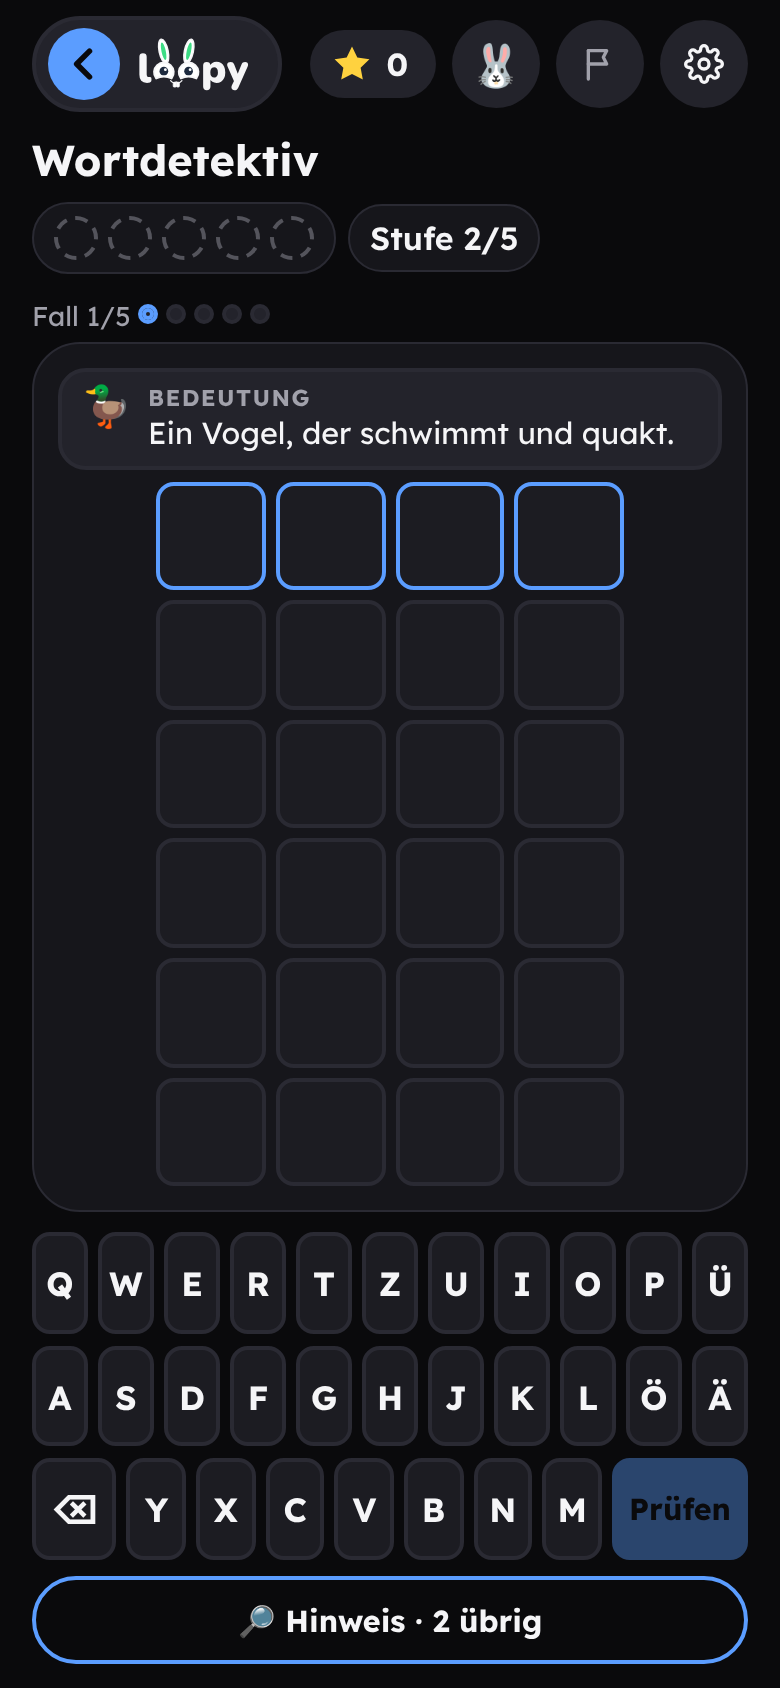 loopy
0
Wortdetektiv
Stufe 2/5
Fall 1/5
BEDEUTUNG
Ein Vogel, der schwimmt und quakt.
Q W E R T Z U I O P Ü
A S D F G H J K L Ö Ä
Y X C V B N M Prüfen
Hinweis · 2 übrig